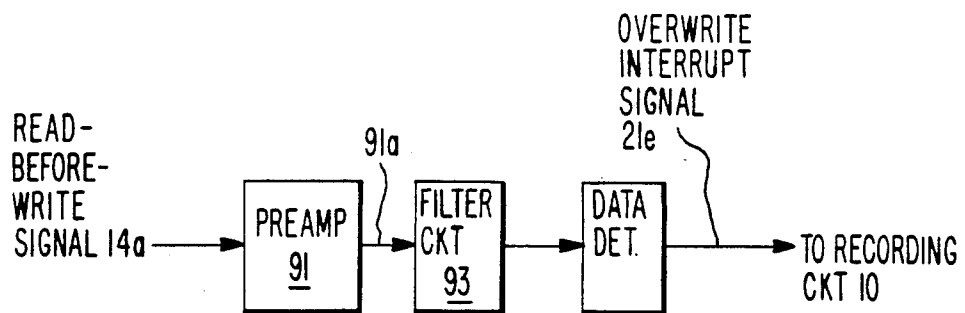 READ-
BEFORE-
WRITE
SIGNAL 14a
PREAMP
91
91a
FILTER
CKT
93
DATA
DET.
OVERWRITE
INTERRUPT
SIGNAL
21e
TO RECORDING
CKT 10